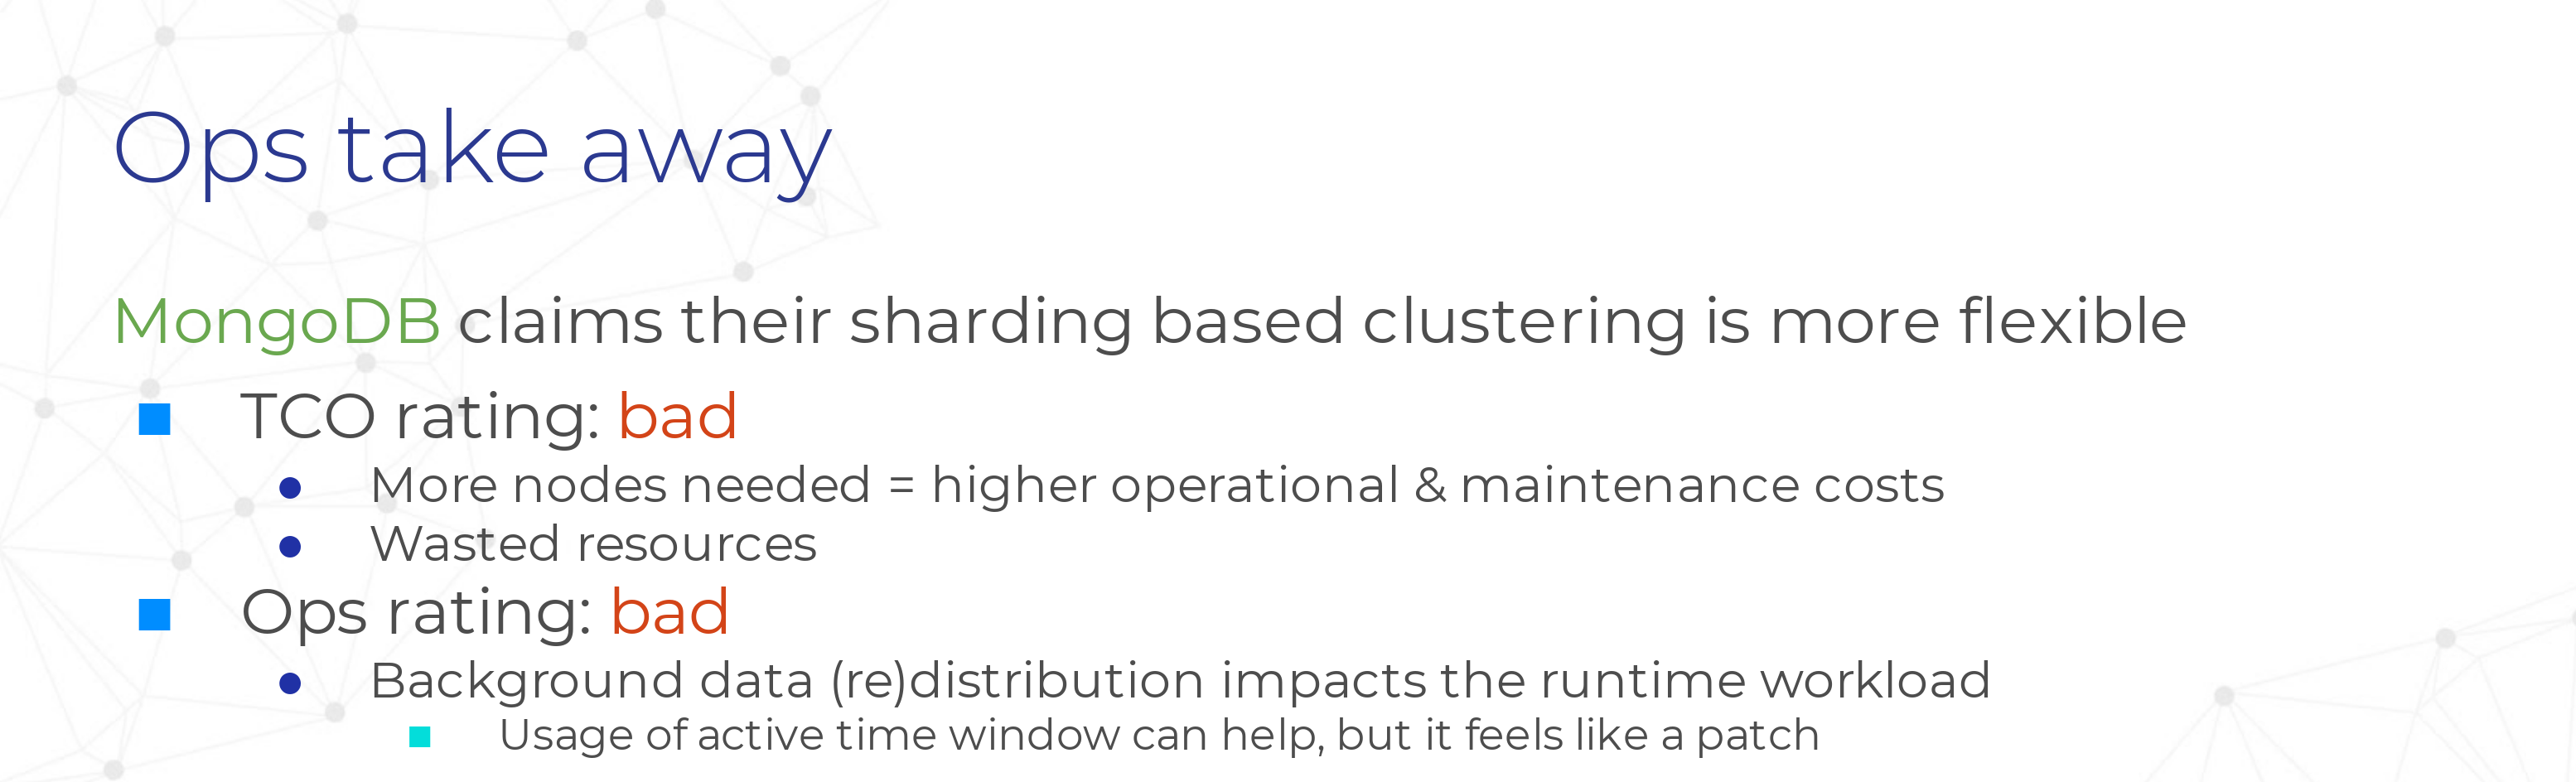 Ops take away
MongoDB claims their sharding based clustering is more flexible
TCO rating: bad
More nodes needed = higher operational & maintenance costs
Wasted resources
Ops rating: bad
Background data (re)distribution impacts the runtime workload
Usage of active time window can help, but it feels like a patch